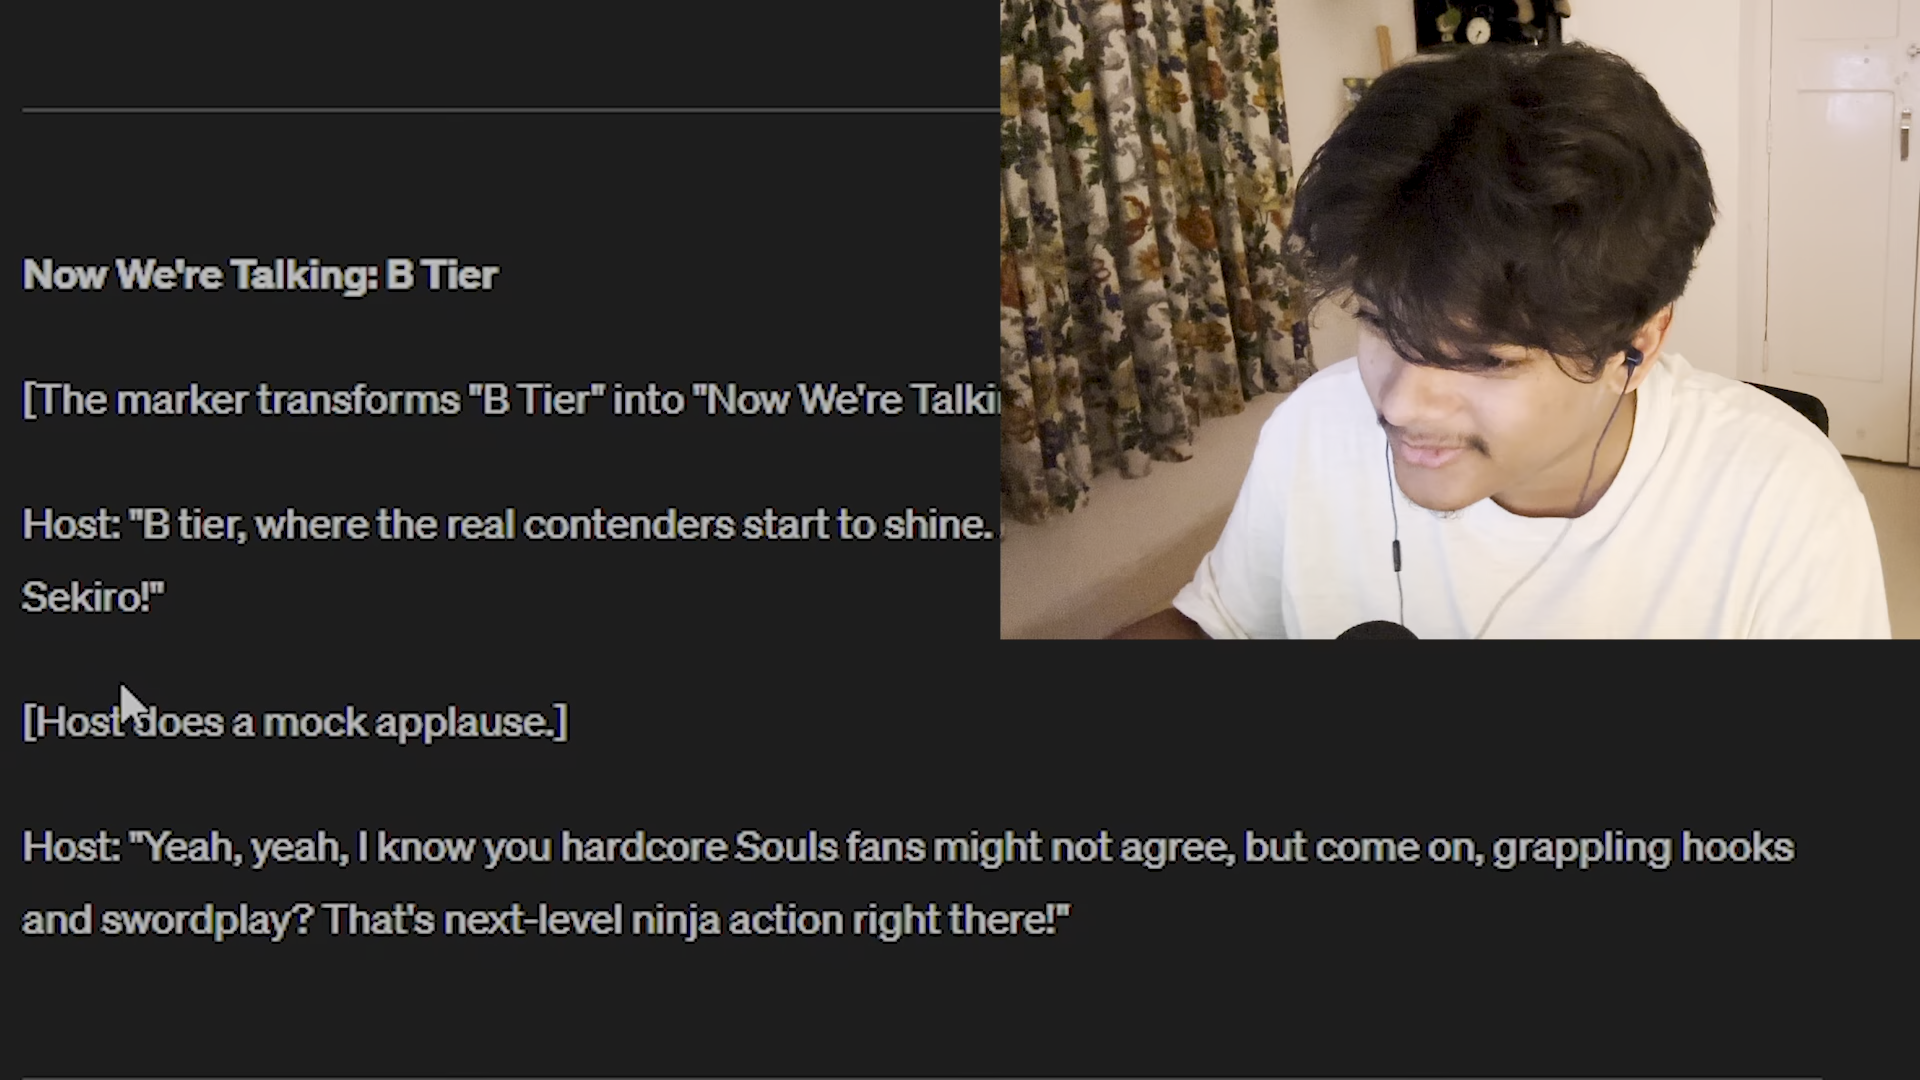 Now We're Talking: B Tier
[The marker transforms "B Tier" into "Now We're
Host: "B tier, where the real contenders start to shine.
Sekiro!"
[Host does a mock applause.]
Host: "Yeah, yeah, I know you hardcore Souls fans might not agree, but come on, grappling hooks
and swordplay? That's next-level ninja action right there!"